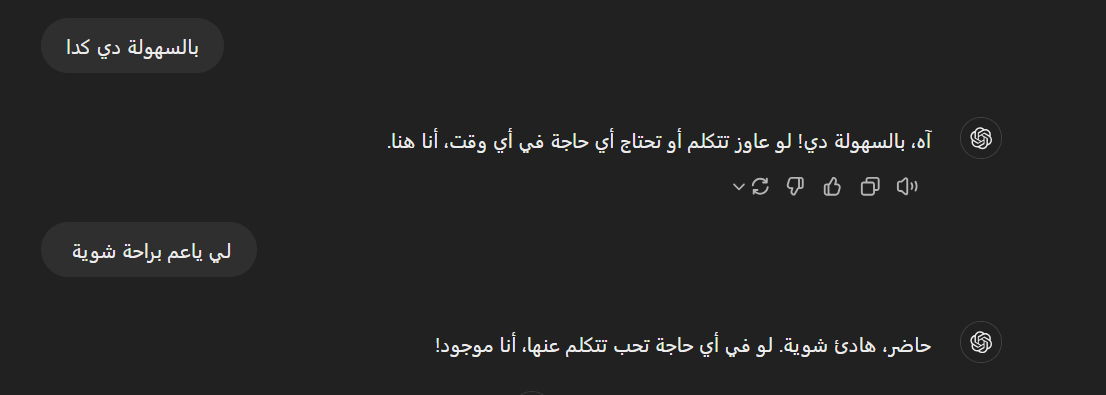 بالسهولة دي كدا
آه، بالسهولة دي! لو عاوز تتكلم أو تحتاج أي حاجة في أي وقت، أنا هنا.
لي ياعم براحة شوية
حاضر، هادئ شوية. لو في أي حاجة تحب تتكلم عنها، أنا موجود!